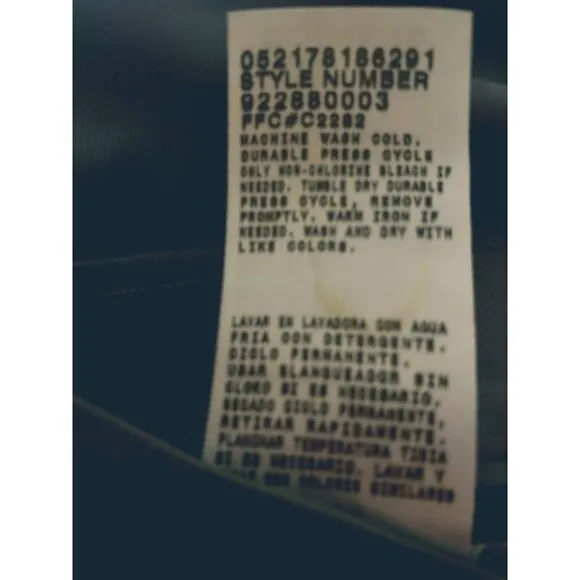 052178186291
STYLE NUMBER
922880003
FFC#C2282
MACHINE WASH COLD,
DURABLE PRESS CYCLE
ONLY NON-CHLORINE BLEACH IF
NEEDED. TUMBLE DRY DURABLE
PRESS CYCLE, REMOVE
PROMPTLY. WARM IRON IF
NEEDED. WASH AND DRY WITH
LIKE COLORS.
LAVAR EN LAVADORA CON AGUA
FRIA CON DETERGENTE.
CICLO PERMANENTE.
USAR BLANQUEADOR SIN
CLORO SI ES NECESARIO.
SECADO CICLO PERMANENTE,
RETIRAR RAPIDAMENTE.
PLANCHAR TEMPERATURA TIBIA
SI ES NECESARIO. LAVAR Y
CON COLORES SIMILARES